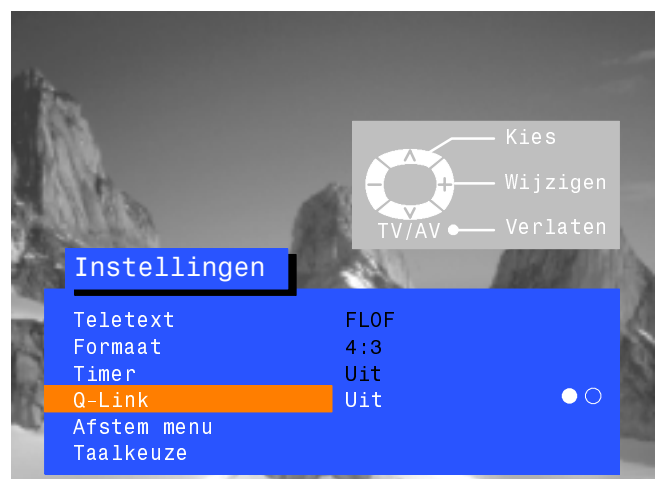 Kies
Wijzigen
TV/AV Verlaten
Instellingen
Teletext FLOF
Formaat 4:3
Timer Uit
Q-Link Uit
Afstem menu
Taalkeuze